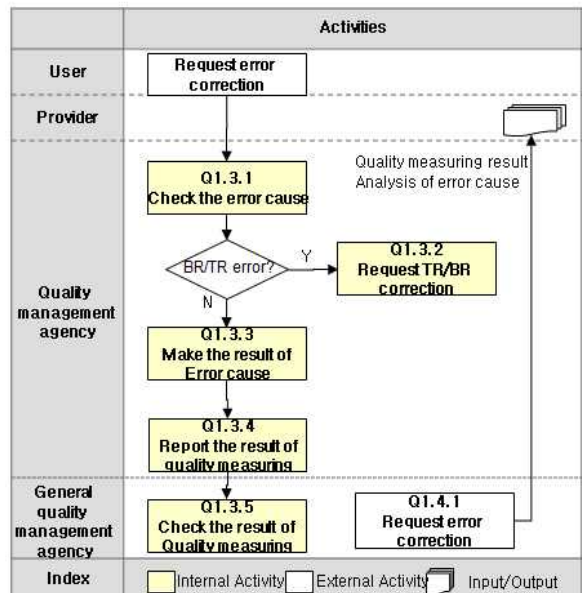 Activities
User
Request error
correction
Provider
Quality measuring result
Analysis of error cause
Quality
management
agency
Q1.3.1
Check the error cause
BR/TR error?
Y
N
Q1.3.2
Request TR/BR
correction
Q1.3.3
Make the result of
Error cause
Q1.3.4
Report the result of
quality measuring
General
quality
management
agency
Q1.3.5
Check the result of
Quality measuring
Q1.4.1
Request error
correction
Index
Internal Activity
External Activity
Input/Output